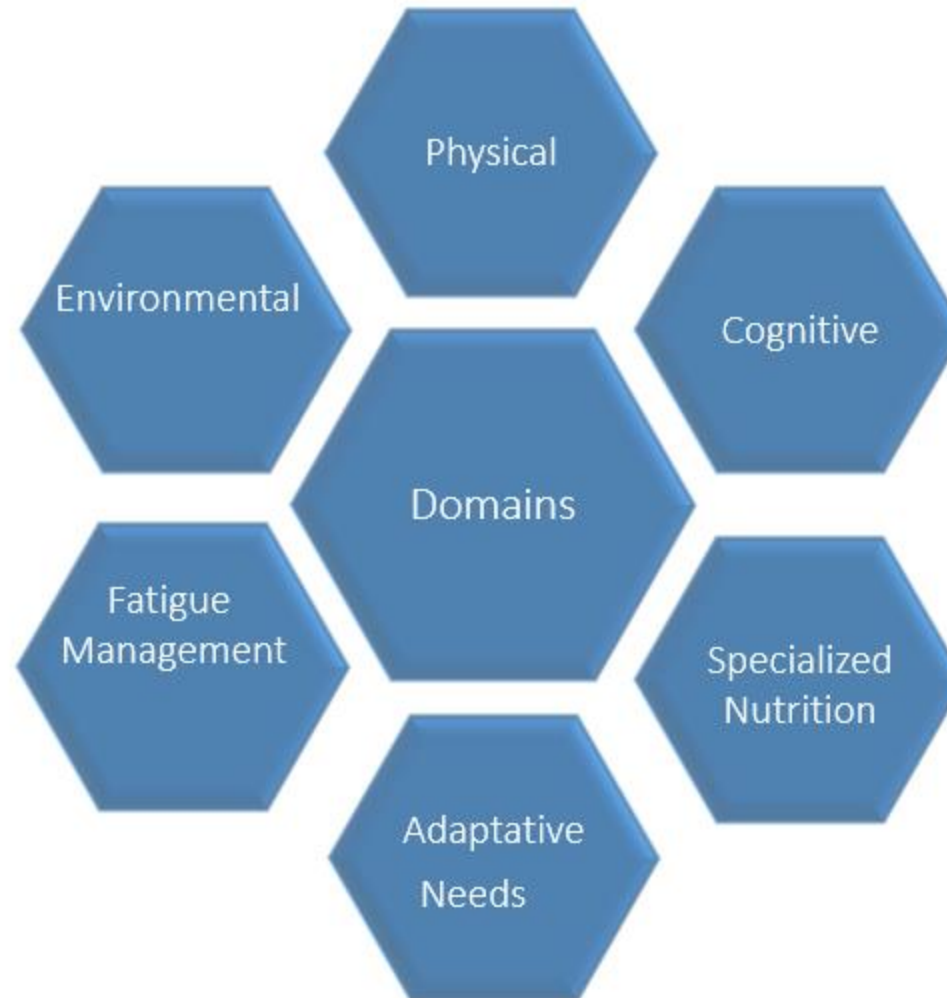 Physical
Environmental
Cognitive
Domains
Fatigue
Management
Specialized
Nutrition
Adaptative
Needs